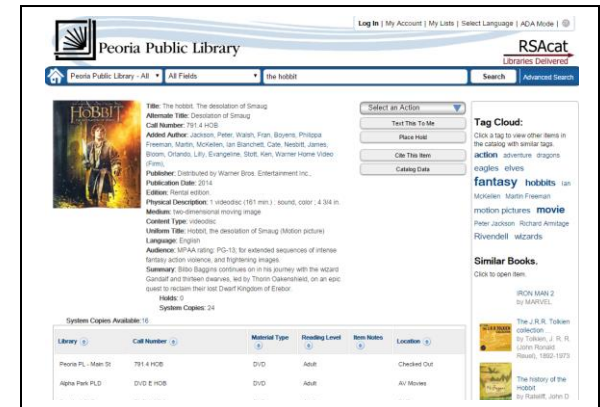 Log In | My Account | My Lists | Select Language | ADA Mode |
Peoria Public Library
RSAcat
Libraries Delivered
Peoria Public Library - All
All Fields
the hobbit
Search
Advanced Search
HOBBIT
Title: The hobbit. The desolation of Smaug
Alternate Title: Desolation of Smaug
Call Number: 791.4 HOB
Added Author: Jackson, Peter, Walsh, Fran, Boyens, Philippa
Freeman, Martin, McKellen, Ian Blanchett, Cate, Nesbitt, James,
Bloom, Orlando, Lilly, Evangeline, Stott, Ken, Warner Home Video
(Firm),
Publisher: Distributed by Warner Bros. Entertainment Inc.,
Publication Date: 2014
Edition: Rental edition.
Physical Description: 1 videodisc (161 min.) : sound, color ; 4 3/4 in.
Medium: two-dimensional moving image
Content Type: videodisc
Uniform Title: Hobbit, the desolation of Smaug (Motion picture)
Language: English
Audience: MPAA rating: PG-13; for extended sequences of intense
fantasy action violence, and frightening images.
Summary: Bilbo Baggins continues on in his journey with the wizard
Gandalf and thirteen dwarves, led by Thorin Oakenshield, on an epic
quest to reclaim their lost Dwarf Kingdom of Erebor.
Holds: 0
System Copies: 24
System Copies Available: 16
Select an Action
Text This To Me
Place Hold
Cite This Item
Catalog Data
Tag Cloud:
Click a tag to view other items in
the catalog with similar tags.
action adventure dragons
eagles elves
fantasy hobbits Ian
McKellen Martin Freeman
motion pictures movie
Peter Jackson Richard Armitage
Rivendell wizards
Similar Books.
Click to open item.
IRON MAN 2
by MARVEL
The J.R.R. Tolkien
collection
by Tolkien, J. R. R.
(John Ronald
Reuel), 1892-1973
The history of the
Hobbit
by Rateliff, John D
Library
Call Number
Material Type
Reading Level
Item Notes
Location
Peoria PL - Main St
791.4 HOB
DVD
Adult
Checked Out
Alpha Park PLD
DVD E HOB
DVD
Adult
AV Movies